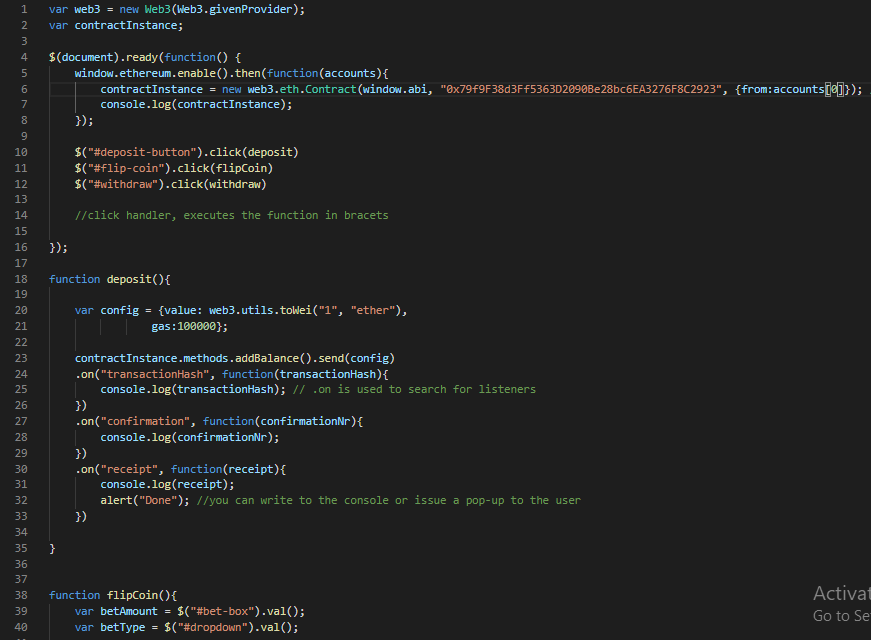 1 var web3 = new Web3(Web3.givenProvider);
2 var contractInstance;
3
4 $(document).ready(function() {
5 window.ethereum.enable().then(function(accounts){
6 contractInstance = new web3.eth.Contract(window.abi, "0x79f9F38d3Ff5363D2090Be28bc6EA3276F8C2923", {from:accounts[0]});
7 console.log(contractInstance);
8 });
9
10 $("#deposit-button").click(deposit)
11 $("#flip-coin").click(flipCoin)
12 $("#withdraw").click(withdraw)
13
14 //click handler, executes the function in bracets
15
16 });
17
18 function deposit(){
19
20 var config = {value: web3.utils.toWei("1", "ether"),
21 gas:100000};
22
23 contractInstance.methods.addBalance().send(config)
24 .on("transactionHash", function(transactionHash){
25 console.log(transactionHash); // .on is used to search for listeners
26 })
27 .on("confirmation", function(confirmationNr){
28 console.log(confirmationNr);
29 })
30 .on("receipt", function(receipt){
31 console.log(receipt);
32 alert("Done"); //you can write to the console or issue a pop-up to the user
33 })
34
35 }
36
37
38 function flipCoin(){
39 var betAmount = $("#bet-box").val();
40 var betType = $("#dropdown").val();
Activat
Go to Se